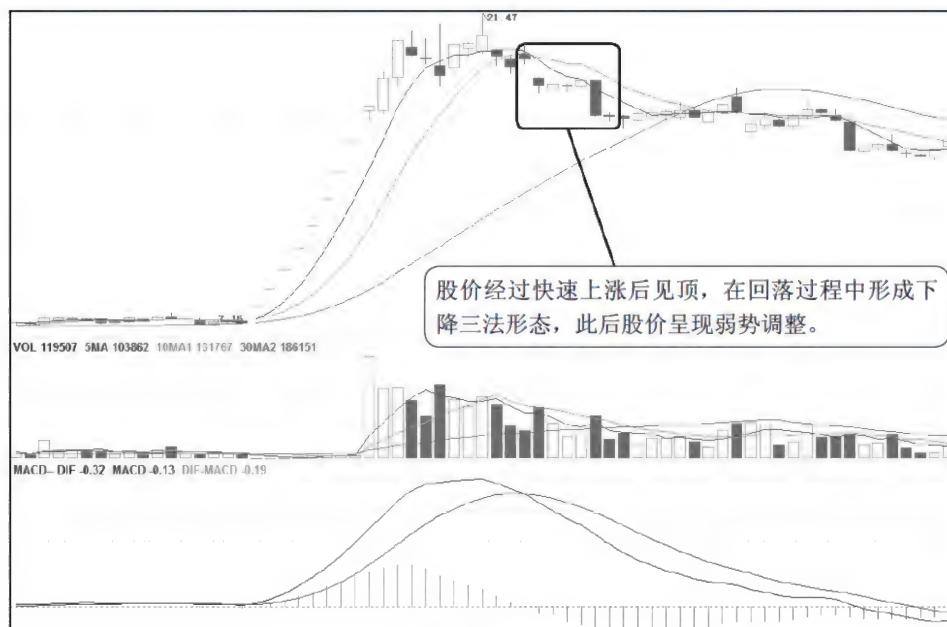 21.47
7.15
股价经过快速上涨后见顶，在回落过程中形成下
降三法形态，此后股价呈现弱势调整。
VOL 119507 5MA 103862 10MA1 131767 30MA2 186151
MACD– DIF -0.32 MACD -0.13 DIF-MACD -0.19